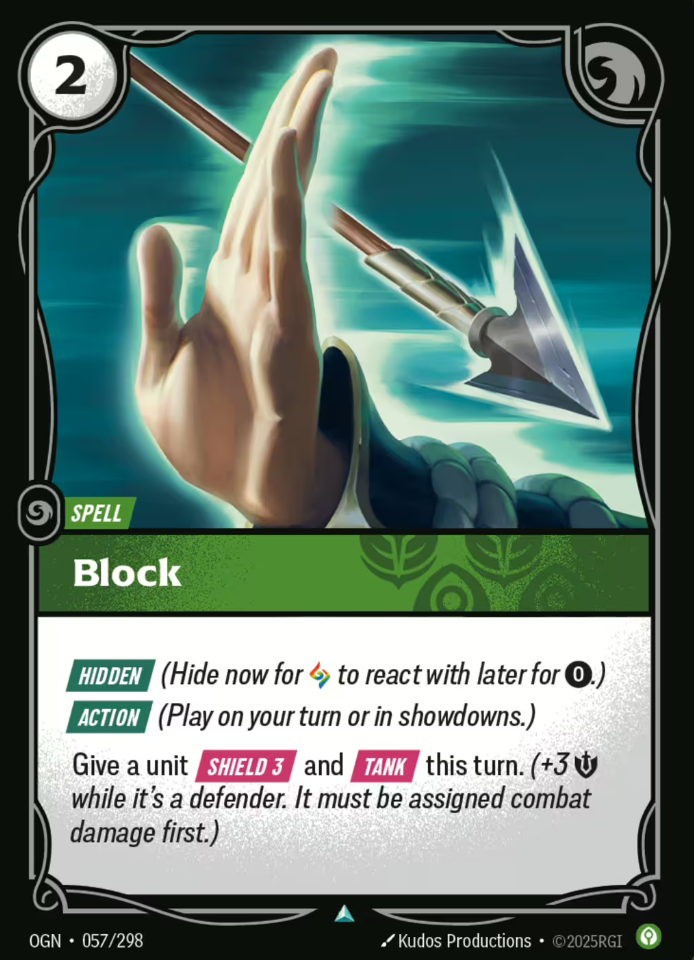 2
SPELL
Block
HIDDEN (Hide now for to react with later for 0.)
ACTION (Play on your turn or in showdowns.)
Give a unit SHIELD 3 and TANK this turn. (+3
while it's a defender. It must be assigned combat
damage first.)
OGN • 057/298
Kudos Productions • ©2025RGI